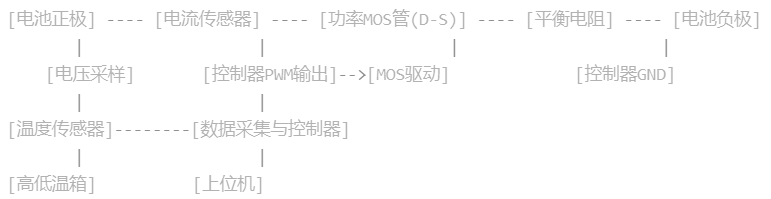 [电池正极] ---- [电流传感器] ---- [功率MOS管(D-S)] ---- [平衡电阻] ---- [电池负极]
| | | |
[电压采样] [控制器PWM输出]-->[MOS驱动] [控制器GND]
| |
[温度传感器]--------[数据采集与控制器]
| |
[高低温箱] [上位机]